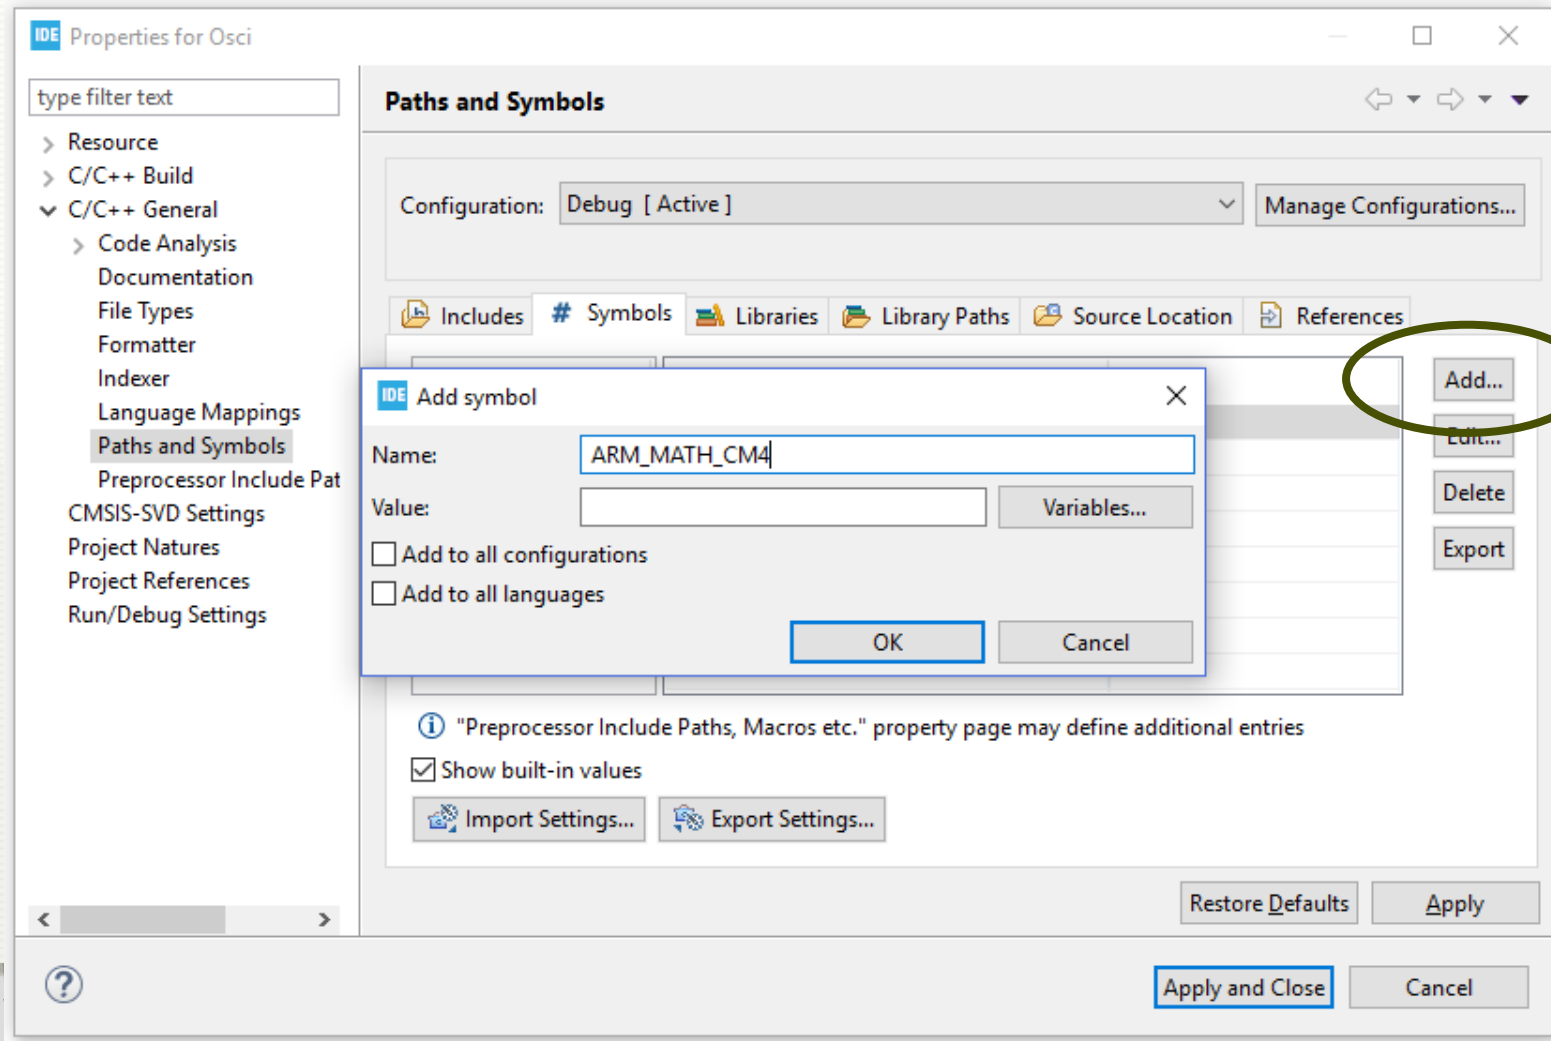 IDE Properties for Osci
type filter text
Resource
C/C++ Build
C/C++ General
Code Analysis
Documentation
File Types
Formatter
Indexer
Language Mappings
Paths and Symbols
Preprocessor Include Pat
CMSIS-SVD Settings
Project Natures
Project References
Run/Debug Settings
Paths and Symbols
Configuration: Debug [ Active ] Manage Configurations...
Includes # Symbols Libraries Library Paths Source Location References
Add...
Edit...
Delete
Export
IDE Add symbol
Name: ARM_MATH_CM4
Value: Variables...
Add to all configurations
Add to all languages
OK Cancel
"Preprocessor Include Paths, Macros etc." property page may define additional entries
Show built-in values
Import Settings... Export Settings...
Restore Defaults Apply
Apply and Close Cancel